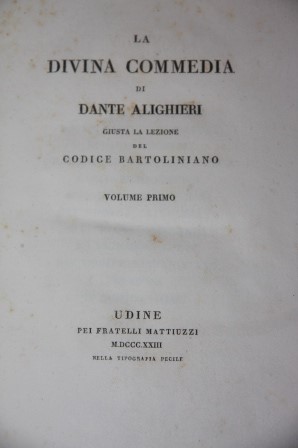 LA
DIVINA COMMEDIA
DI
DANTE ALIGHIERI
GIUSTA LA LEZIONE
DEL
CODICE BARTOLINIANO
VOLUME PRIMO
UDINE
PEI FRATELLI MATTIUZZI
M.DCCC.XXIII
NELLA TIPOGRAFIA PECILE